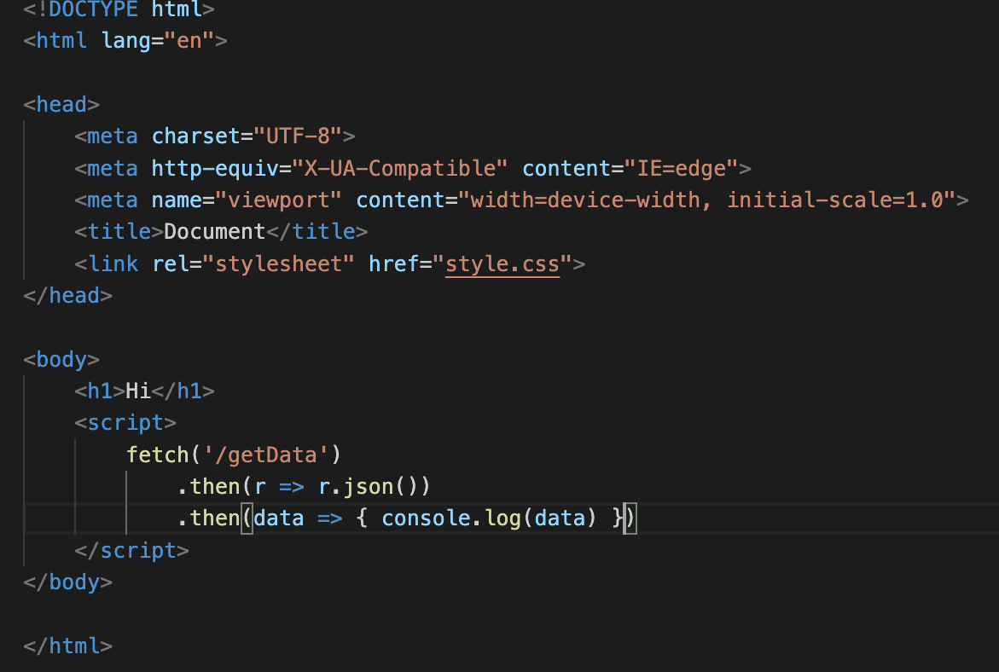 <!DOCTYPE html>
<html lang="en">
<head>
<meta charset="UTF-8">
<meta http-equiv="X-UA-Compatible" content="IE=edge">
<meta name="viewport" content="width=device-width, initial-scale=1.0">
<title>Document</title>
<link rel="stylesheet" href="style.css">
</head>
<body>
<h1>Hi</h1>
<script>
fetch('/getData')
.then(r => r.json())
.then(data => { console.log(data) })
</script>
</body>
</html>